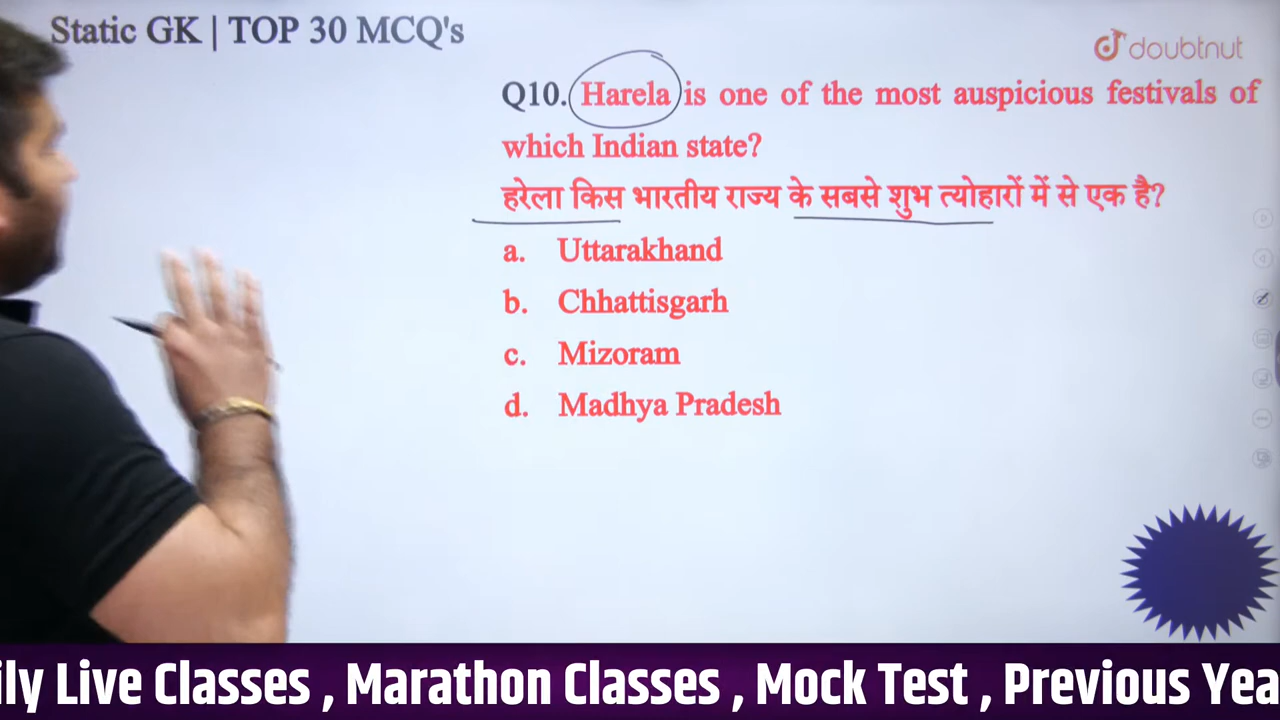 Static GK | TOP 30 MCQ's
doubtnut
Q10. Harela is one of the most auspicious festivals of
which Indian state?
हरेला किस भारतीय राज्य के सबसे शुभ त्योहारों में से एक है?
a. Uttarakhand
b. Chhattisgarh
c. Mizoram
d. Madhya Pradesh
ily Live Classes , Marathon Classes , Mock Test , Previous Yea